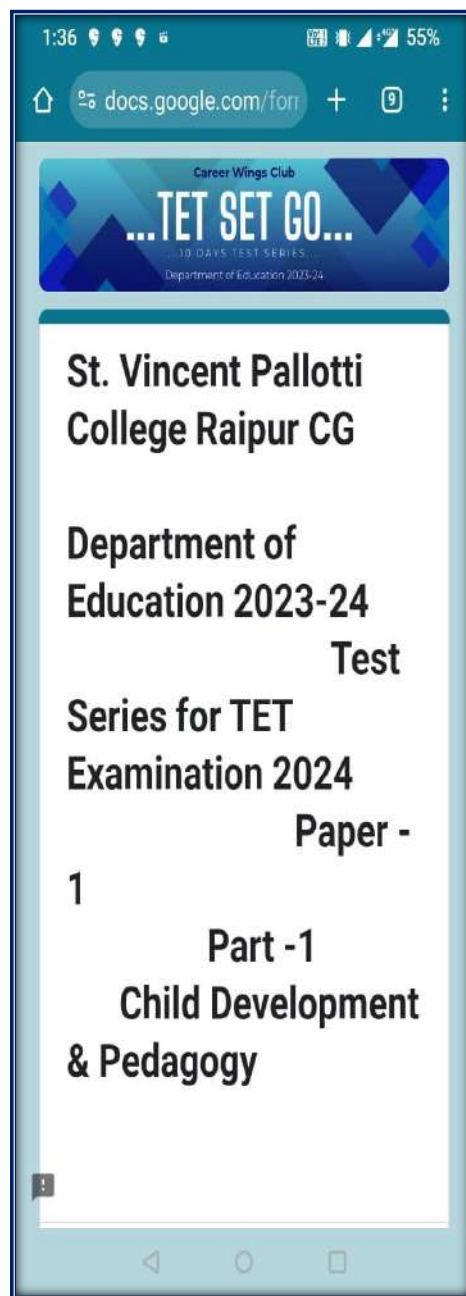 1:36 55%
docs.google.com/for 9
Career Wings Club
...TET SET GO...
...10 DAYS TEST SERIES...
Department of Education 2023-24
St. Vincent Pallotti
College Raipur CG
Department of
Education 2023-24
Test
Series for TET
Examination 2024
Paper -
1
Part -1
Child Development
& Pedagogy